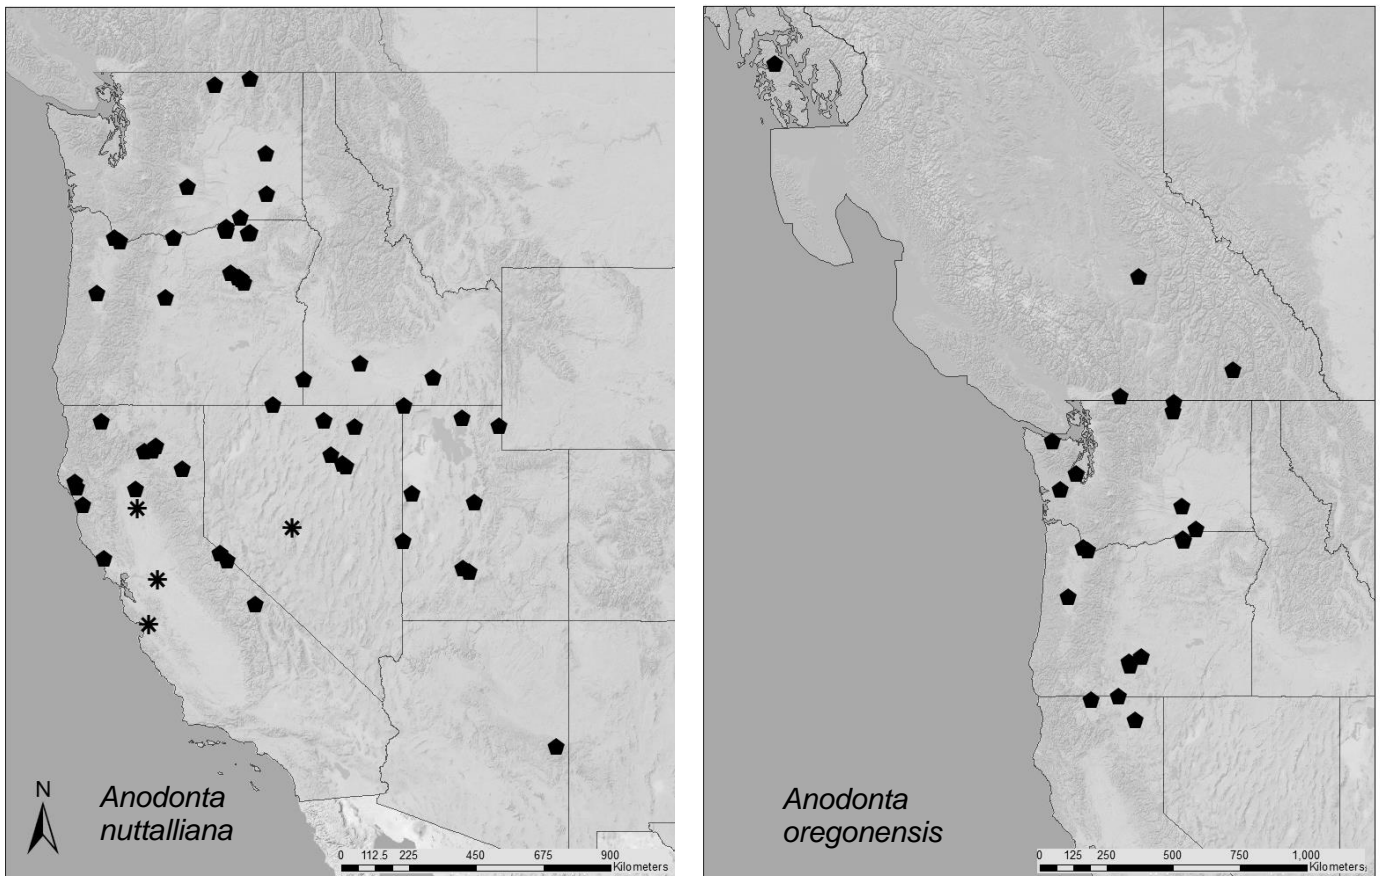 N
Anodonta
nuttalliana
0 112.5 225 450 675 900
Kilometers
Anodonta
oregonensis
0 125 250 500 750 1,000
Kilometers